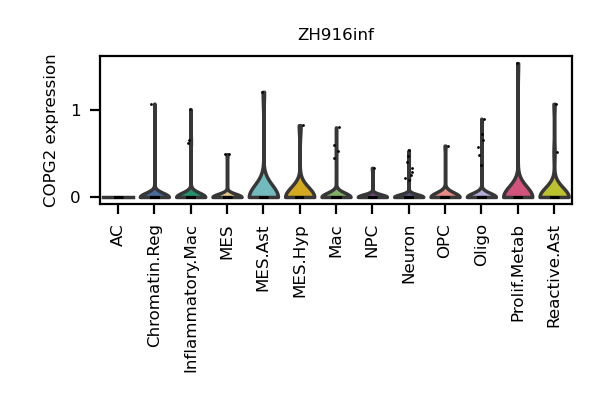 ZH916inf
COPG2 expression
1
0
AC
Chromatin.Reg
Inflammatory.Mac
MES
MES.Ast
MES.Hyp
Mac
NPC
Neuron
OPC
Oligo
Prolif.Metab
Reactive.Ast